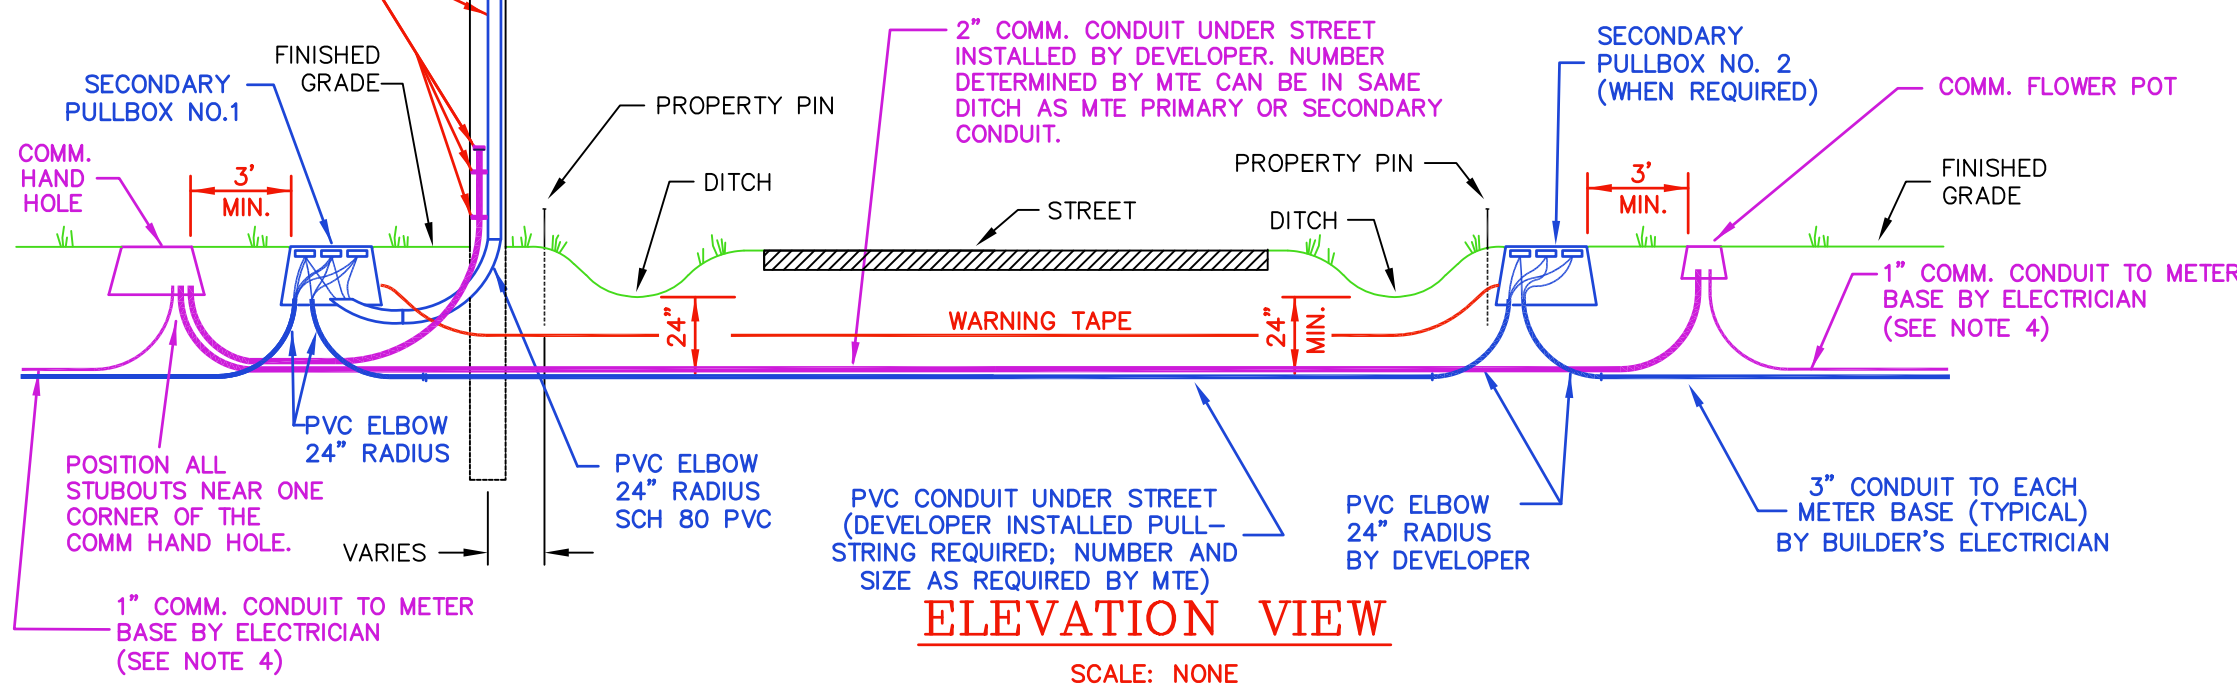 FINISHED
GRADE
SECONDARY
PULLBOX NO.1
COMM.
HAND
HOLE
3'
MIN.
PROPERTY PIN
DITCH
2" COMM. CONDUIT UNDER STREET
INSTALLED BY DEVELOPER. NUMBER
DETERMINED BY MTE CAN BE IN SAME
DITCH AS MTE PRIMARY OR SECONDARY
CONDUIT.
STREET
SECONDARY
PULLBOX NO. 2
(WHEN REQUIRED)
COMM. FLOWER POT
PROPERTY PIN
DITCH
3'
MIN.
FINISHED
GRADE
1" COMM. CONDUIT TO METER
BASE BY ELECTRICIAN
(SEE NOTE 4)
24"
WARNING TAPE
24"
MIN.
PVC ELBOW
24" RADIUS
POSITION ALL
STUBOUTS NEAR ONE
CORNER OF THE
COMM HAND HOLE.
PVC ELBOW
24" RADIUS
SCH 80 PVC
VARIES
PVC CONDUIT UNDER STREET
(DEVELOPER INSTALLED PULL-
STRING REQUIRED; NUMBER AND
SIZE AS REQUIRED BY MTE)
PVC ELBOW
24" RADIUS
BY DEVELOPER
3" CONDUIT TO EACH
METER BASE (TYPICAL)
BY BUILDER'S ELECTRICIAN
1" COMM. CONDUIT TO METER
BASE BY ELECTRICIAN
(SEE NOTE 4)
ELEVATION VIEW
SCALE: NONE